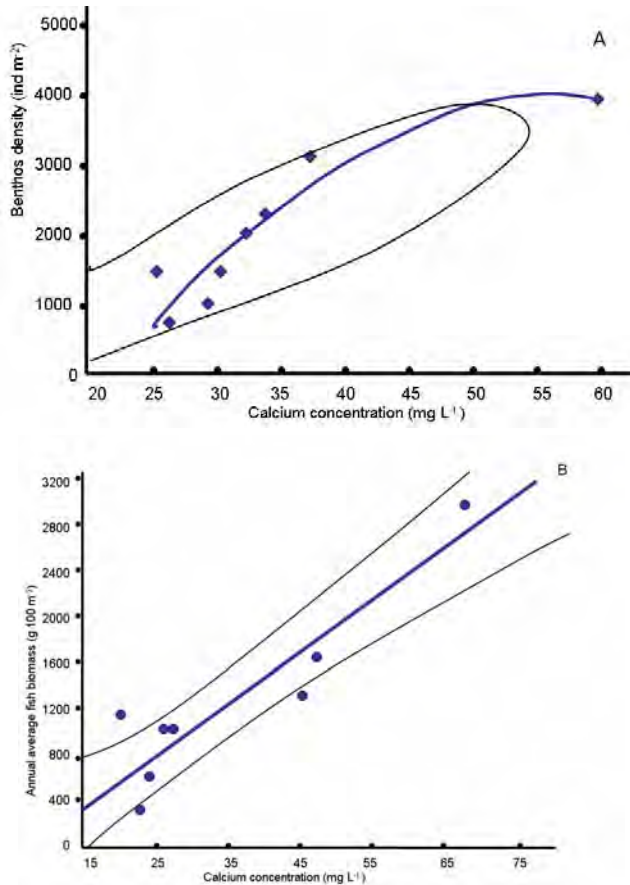 A
5000
4000
3000
2000
1000
0
Benthos density (ind m⁻²)
20 25 30 35 40 45 50 55 60
Calcium concentration (mg L⁻¹)
B
3200
2800
2400
2000
1600
1200
800
400
0
Annual average fish biomass (g 100 m⁻²)
15 25 35 45 55 65 75
Calcium concentration (mg L⁻¹)